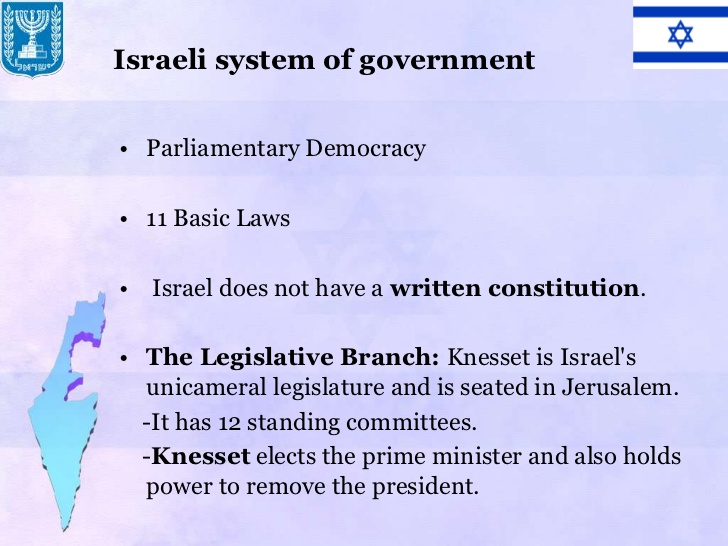 Israeli system of government
• Parliamentary Democracy
• 11 Basic Laws
• Israel does not have a written constitution.
• The Legislative Branch: Knesset is Israel's
unicameral legislature and is seated in Jerusalem.
-It has 12 standing committees.
-Knesset elects the prime minister and also holds
power to remove the president.
ישראל